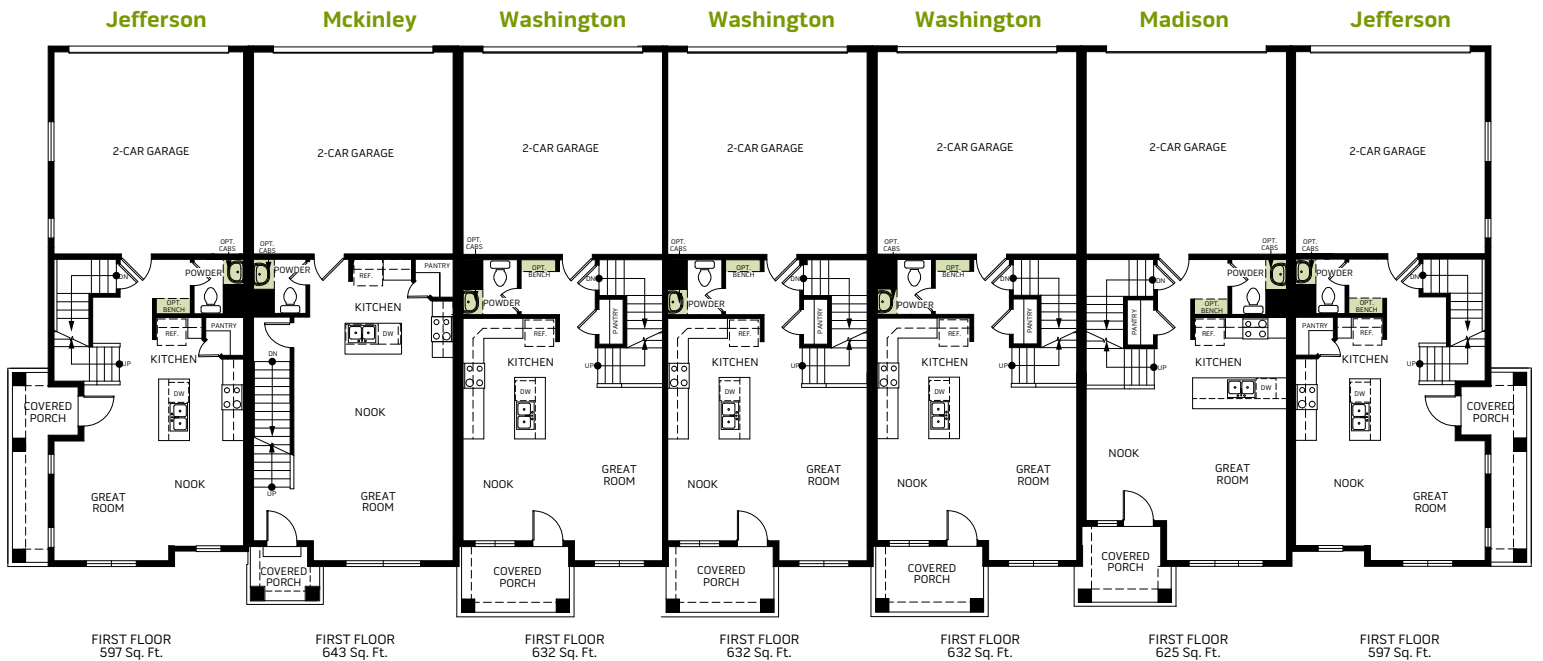 Jefferson
Mckinley
Washington
Washington
Washington
Madison
Jefferson
2-CAR GARAGE
OPT.
CABS
DN
POWDER
OPT.
BENCH
REF.
PANTRY
KITCHEN
UP
DW
COVERED
PORCH
NOOK
GREAT
ROOM
FIRST FLOOR
597 Sq. Ft.
2-CAR GARAGE
OPT.
CABS
POWDER
REF.
PANTRY
KITCHEN
DW
DN
NOOK
UP
GREAT
ROOM
COVERED
PORCH
FIRST FLOOR
643 Sq. Ft.
2-CAR GARAGE
OPT.
CABS
OPT.
BENCH
DN
POWDER
PANTRY
REF.
KITCHEN
UP
DW
GREAT
ROOM
NOOK
COVERED
PORCH
FIRST FLOOR
632 Sq. Ft.
2-CAR GARAGE
OPT.
CABS
OPT.
BENCH
DN
POWDER
PANTRY
REF.
KITCHEN
UP
DW
GREAT
ROOM
NOOK
COVERED
PORCH
FIRST FLOOR
632 Sq. Ft.
2-CAR GARAGE
OPT.
CABS
OPT.
BENCH
DN
POWDER
PANTRY
REF.
KITCHEN
UP
DW
GREAT
ROOM
NOOK
COVERED
PORCH
FIRST FLOOR
632 Sq. Ft.
2-CAR GARAGE
OPT.
CABS
DN
POWDER
OPT.
BENCH
PANTRY
REF.
KITCHEN
UP
DW
NOOK
GREAT
ROOM
COVERED
PORCH
FIRST FLOOR
625 Sq. Ft.
2-CAR GARAGE
OPT.
CABS
POWDER
DN
OPT.
BENCH
PANTRY
REF.
KITCHEN
UP
DW
COVERED
PORCH
NOOK
GREAT
ROOM
FIRST FLOOR
597 Sq. Ft.